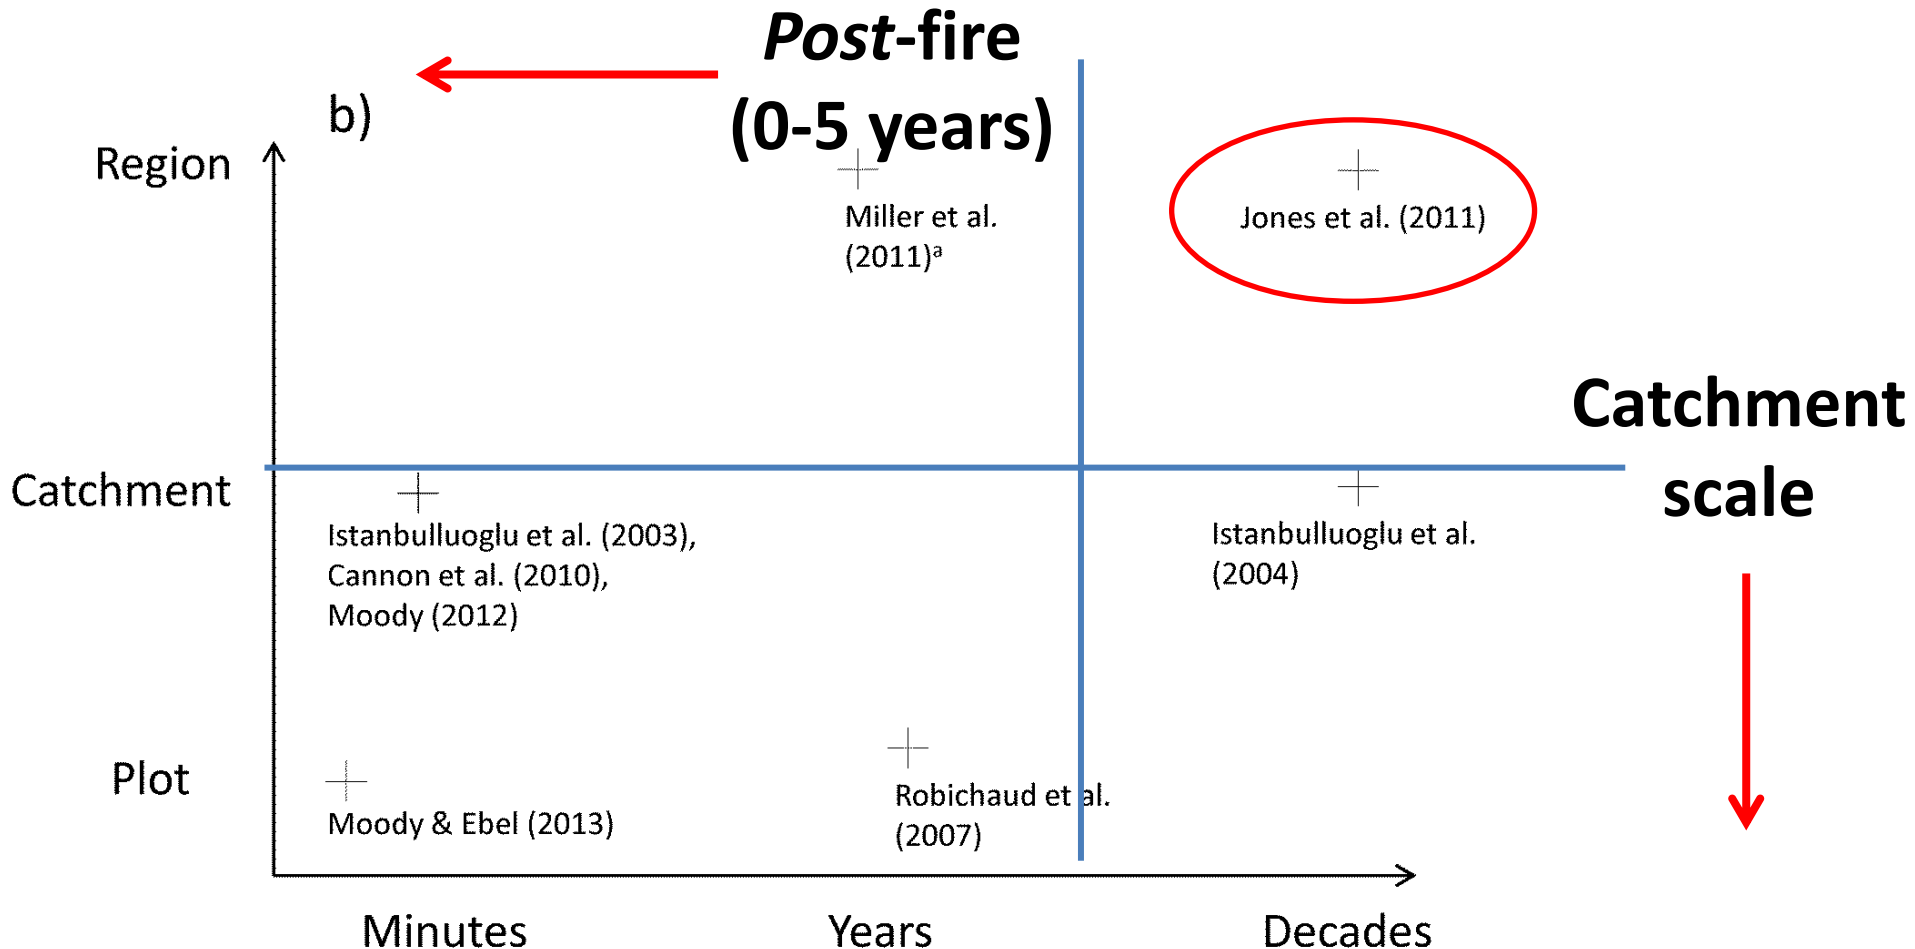 Post-fire
(0-5 years)
b)
Region
Miller et al.
(2011)ᵃ
Jones et al. (2011)
Catchment
scale
Catchment
Istanbulluoglu et al. (2003),
Cannon et al. (2010),
Moody (2012)
Istanbulluoglu et al.
(2004)
Plot
Moody & Ebel (2013)
Robichaud et al.
(2007)
Minutes
Years
Decades